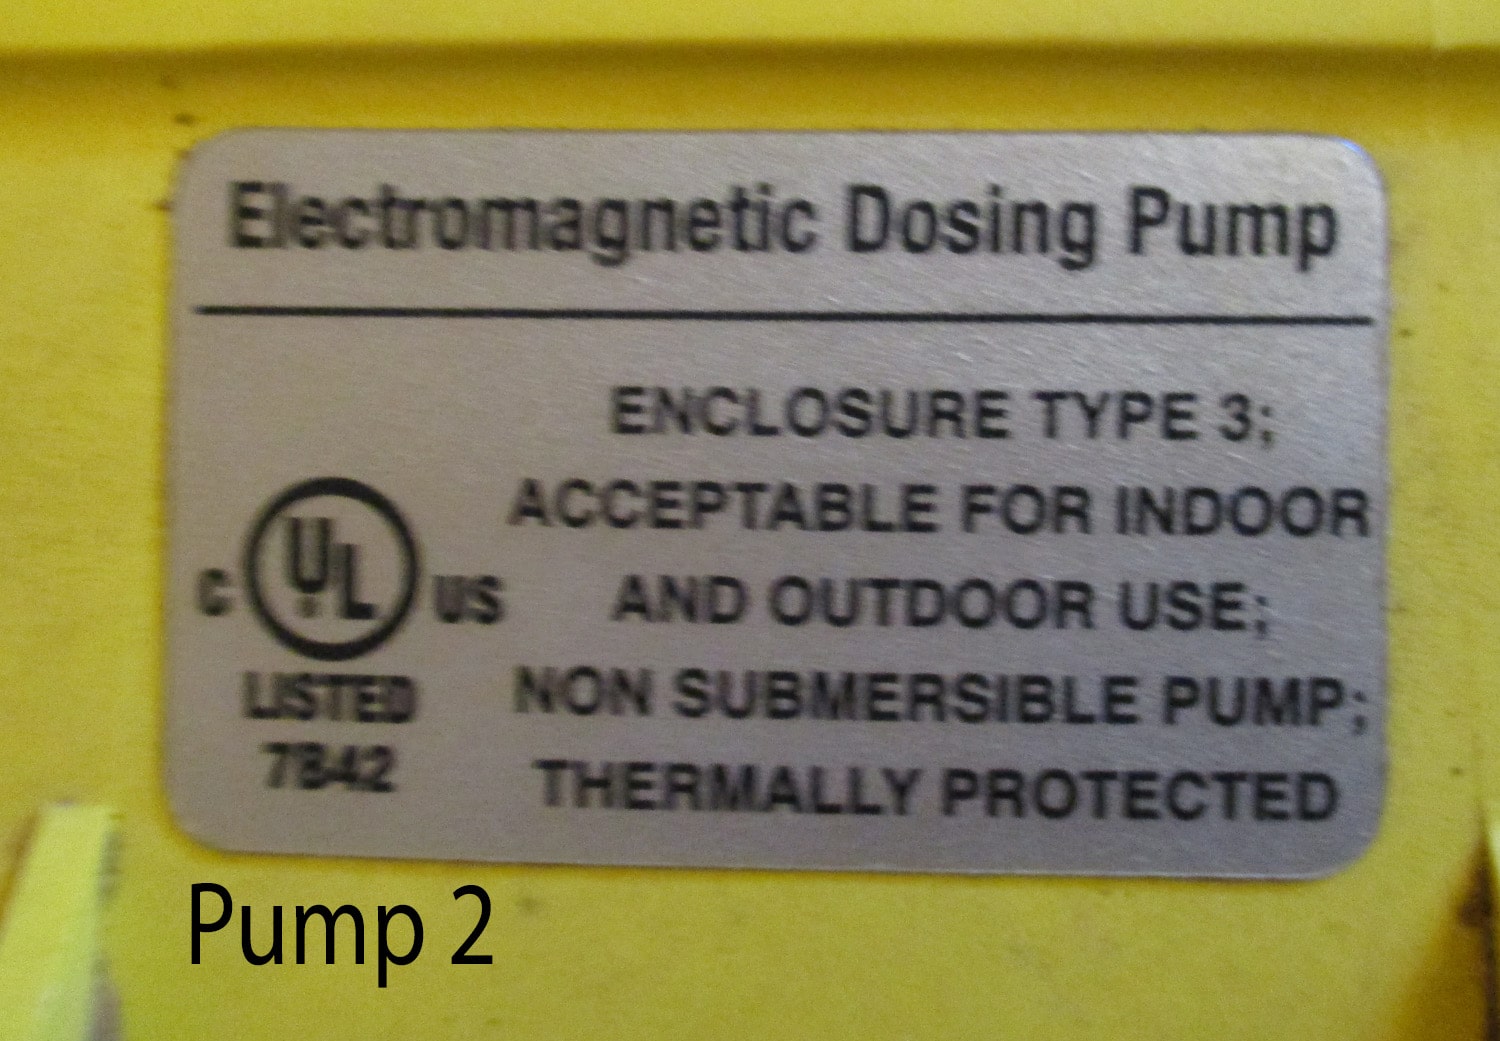 Electromagnetic Dosing Pump
ENCLOSURE TYPE 3;
ACCEPTABLE FOR INDOOR
AND OUTDOOR USE;
NON SUBMERSIBLE PUMP;
THERMALLY PROTECTED
C UL US
LISTED
7B42
Pump 2